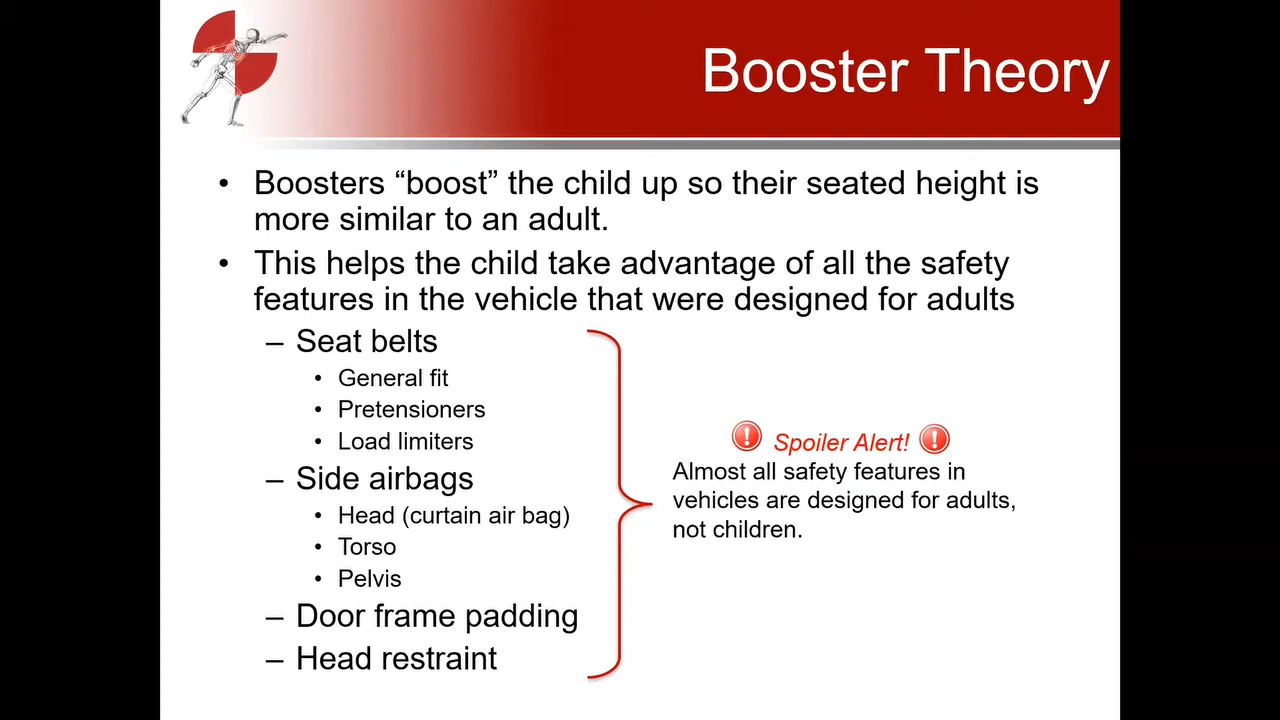 Booster Theory
• Boosters “boost” the child up so their seated height is
more similar to an adult.
• This helps the child take advantage of all the safety
features in the vehicle that were designed for adults
– Seat belts
• General fit
• Pretensioners
• Load limiters
– Side airbags
• Head (curtain air bag)
• Torso
• Pelvis
– Door frame padding
– Head restraint
Spoiler Alert!
Almost all safety features in
vehicles are designed for adults,
not children.